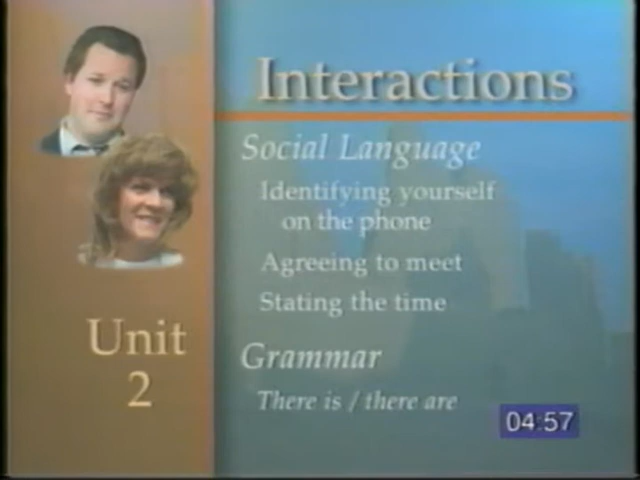 Interactions
Social Language
Identifying yourself
on the phone
Agreeing to meet
Stating the time
Grammar
There is / there are
Unit
2
04:57